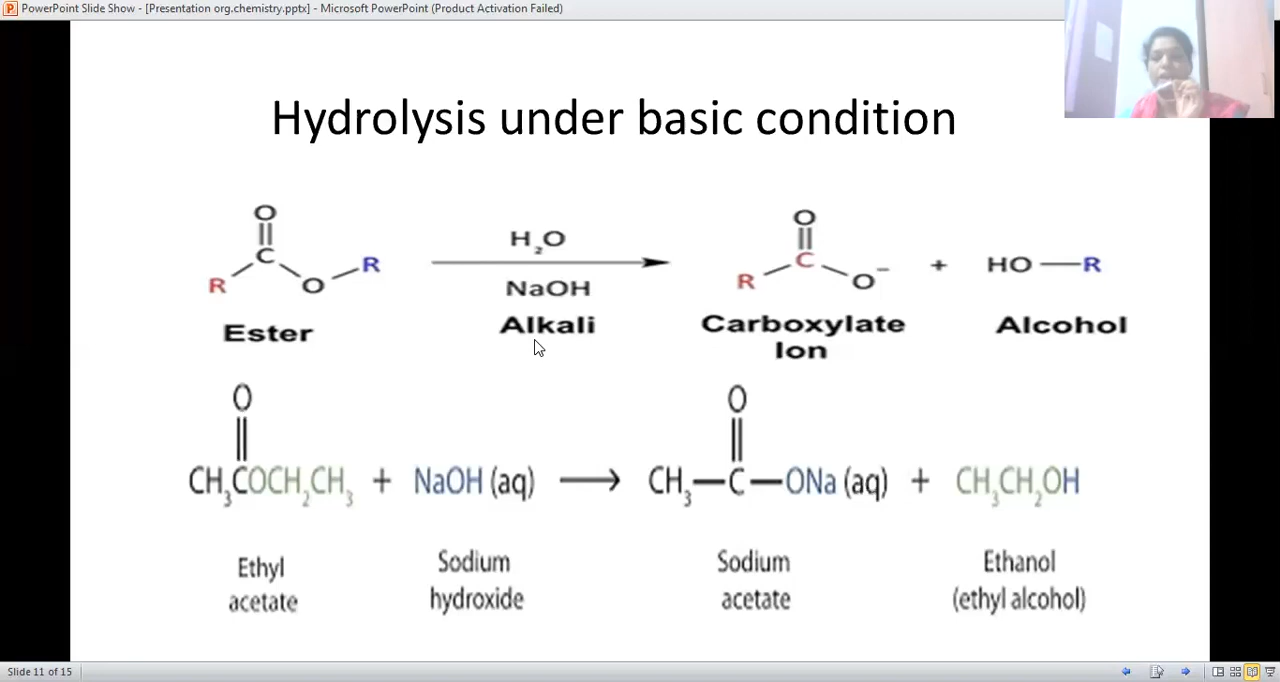 PowerPoint Slide Show - [Presentation org.chemistry.pptx] - Microsoft PowerPoint (Product Activation Failed)
Hydrolysis under basic condition
O
||
C
R O R
Ester
H₂O
NaOH
Alkali
O
||
C
R O⁻
Carboxylate
Ion
+
HO—R
Alcohol
O
||
CH₃COCH₂CH₃ + NaOH (aq) ⟶ CH₃—C—ONa (aq) + CH₃CH₂OH
O
||
Ethyl
acetate
Sodium
hydroxide
Sodium
acetate
Ethanol
(ethyl alcohol)
Slide 11 of 15